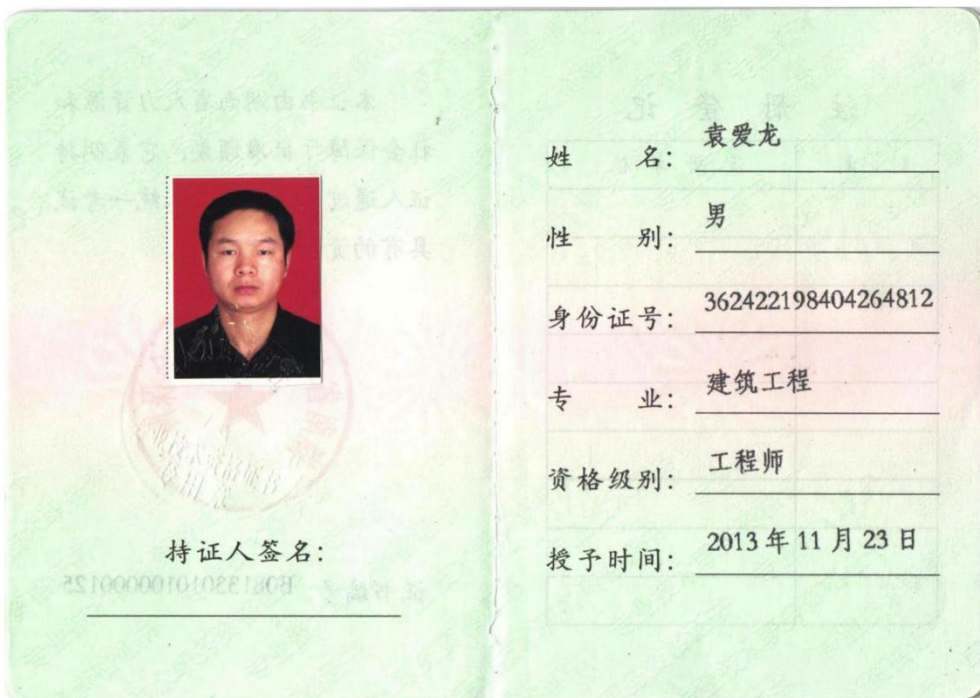 持证人签名：
姓 名： 袁爱龙
性 别： 男
身份证号： 362422198404264812
专 业： 建筑工程
资格级别： 工程师
授予时间： 2013 年 11 月 23 日